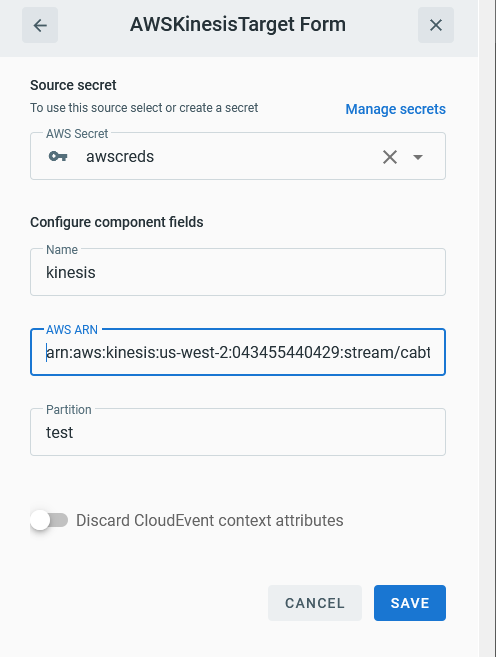 AWSKinesisTarget Form
Source secret
To use this source select or create a secret
Manage secrets
AWS Secret
awscreds
Configure component fields
Name
kinesis
AWS ARN
arn:aws:kinesis:us-west-2:043455440429:stream/cabt
Partition
test
Discard CloudEvent context attributes
CANCEL
SAVE